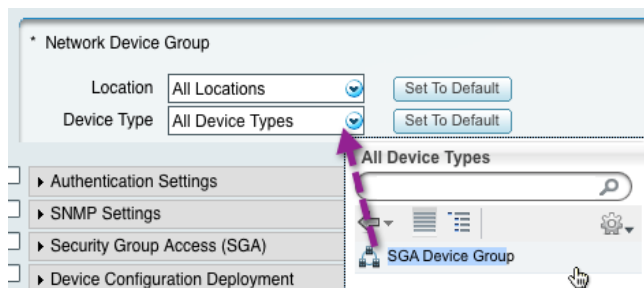 * Network Device Group
Location All Locations Set To Default
Device Type All Device Types Set To Default
All Device Types
▸ Authentication Settings
▸ SNMP Settings
▸ Security Group Access (SGA)
SGA Device Group
▸ Device Configuration Deployment